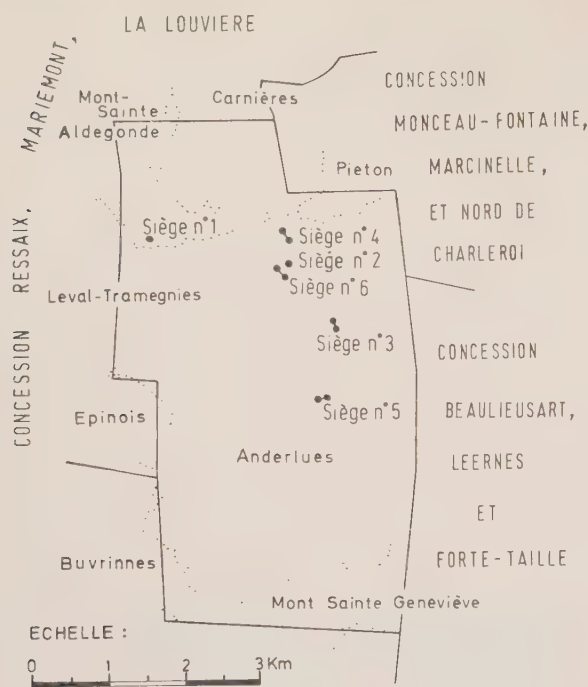 LA LOUVIERE
CONCESSION RESSAIX, MARIEMONT,
Mont-
Sainte
Aldegonde
Carnières
CONCESSION
MONCEAU-FONTAINE,
MARCINELLE,
ET NORD DE
CHARLEROI
Pieton
Siège n°1
Siège n°4
Siège n°2
Siège n°6
Leval-Tramegnies
Siège n°3
CONCESSION
BEAULIEUSART,
LEERNES
ET
FORTE-TAILLE
Siège n°5
Epinois
Anderlues
Buvrinnes
Mont Sainte Geneviève
ECHELLE :
0 1 2 3 Km